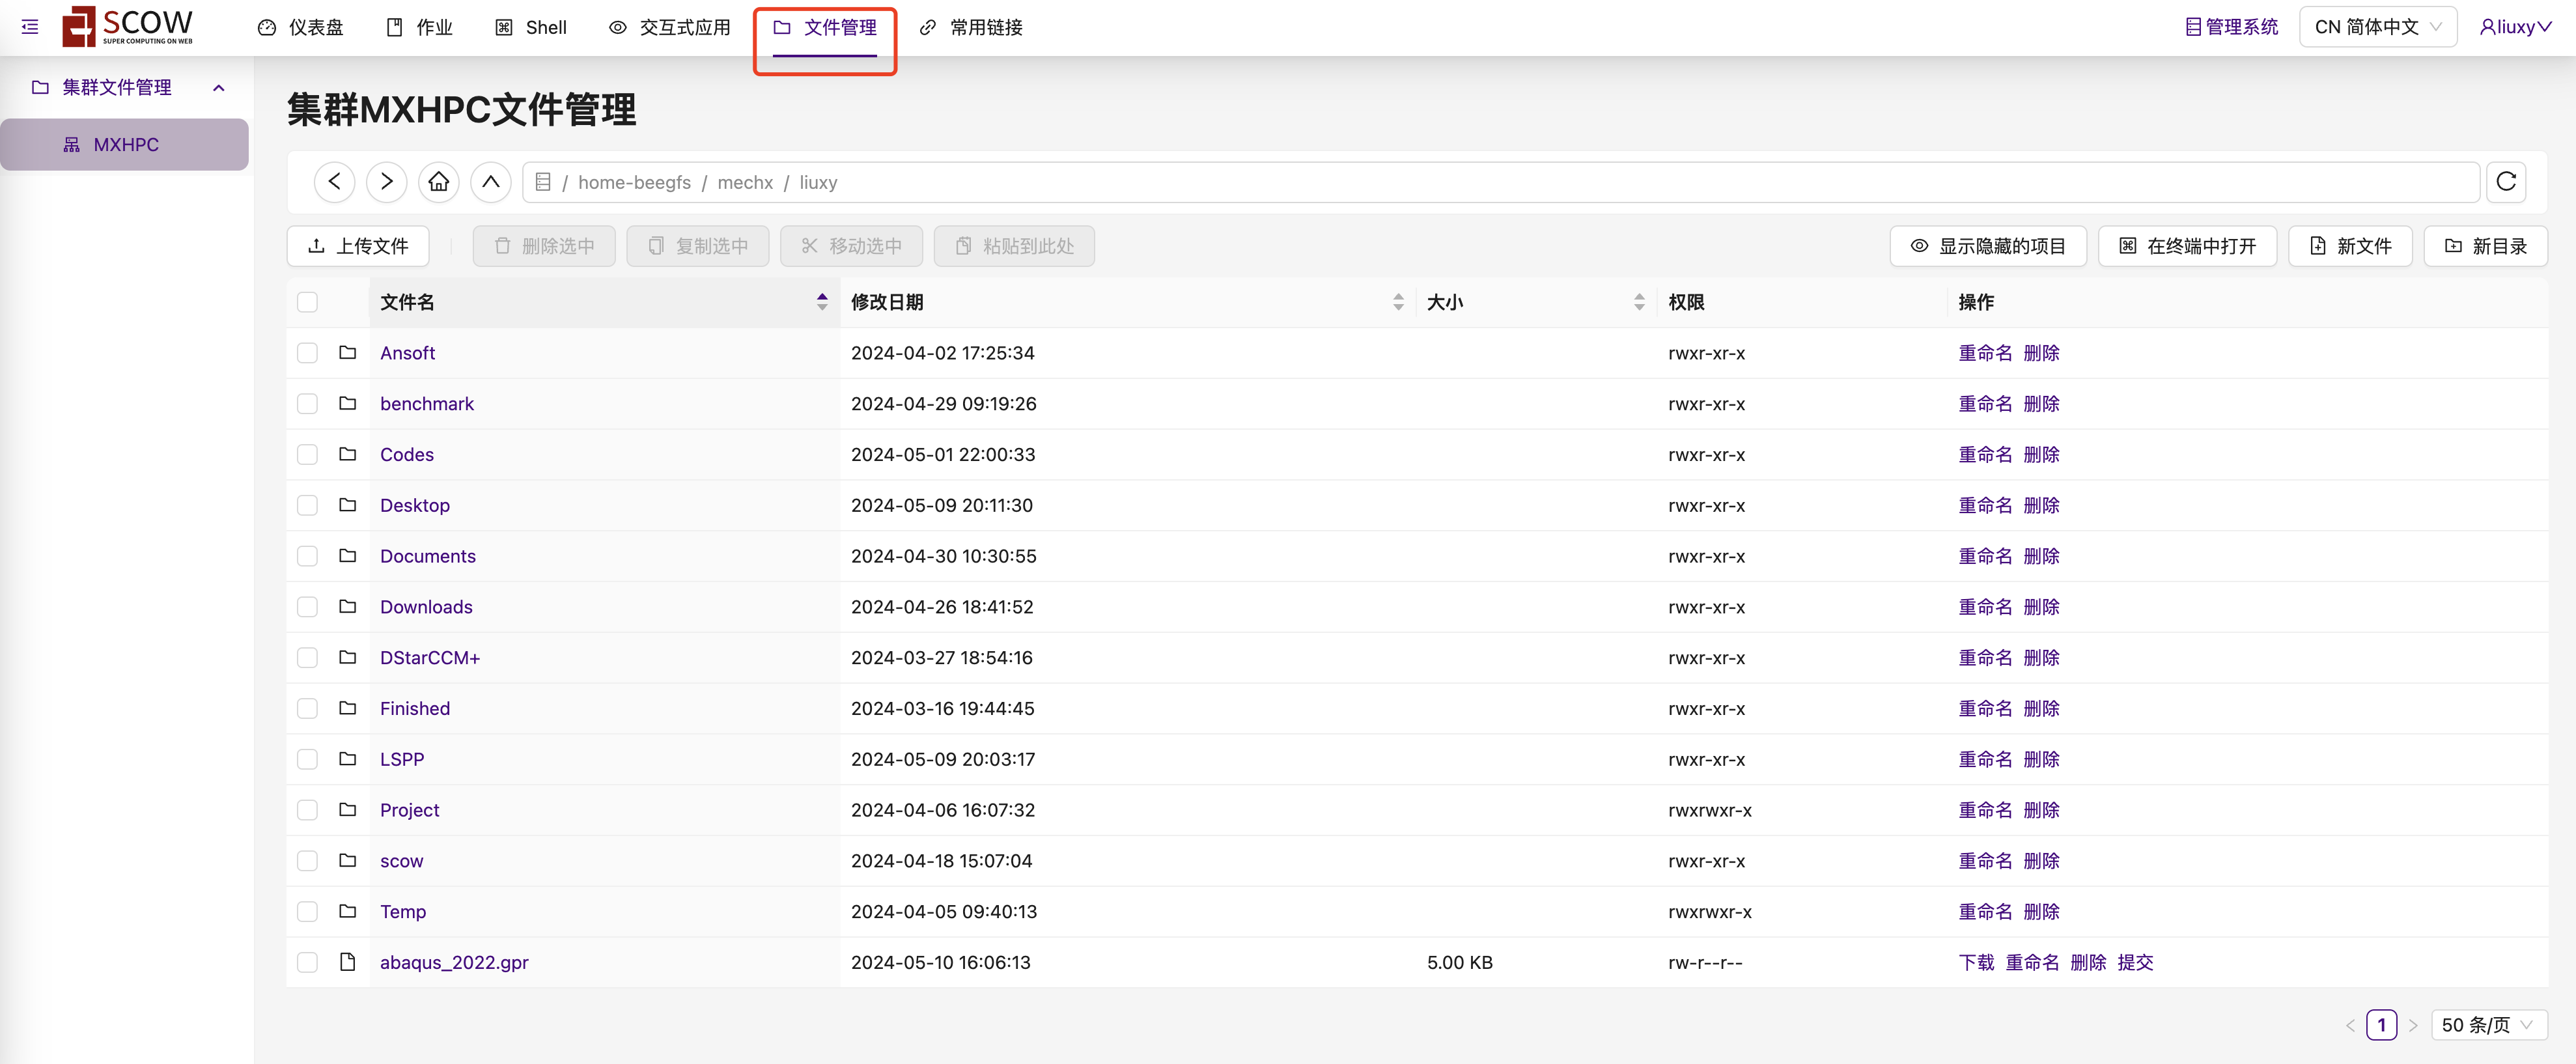 SCOW 仪表盘 作业 Shell 交互式应用 文件管理 常用链接 管理系统 CN 简体中文 liuxy
SUPER COMPUTING ON WEB
集群文件管理
MXHPC
集群MXHPC文件管理
/ home-beegfs / mechx / liuxy
上传文件 删除选中 复制选中 移动选中 粘贴到此处 显示隐藏的项目 在终端中打开 新文件 新目录
文件名 修改日期 大小 权限 操作
Ansoft 2024-04-02 17:25:34 rwxr-xr-x 重命名 删除
benchmark 2024-04-29 09:19:26 rwxr-xr-x 重命名 删除
Codes 2024-05-01 22:00:33 rwxr-xr-x 重命名 删除
Desktop 2024-05-09 20:11:30 rwxr-xr-x 重命名 删除
Documents 2024-04-30 10:30:55 rwxr-xr-x 重命名 删除
Downloads 2024-04-26 18:41:52 rwxr-xr-x 重命名 删除
DStarCCM+ 2024-03-27 18:54:16 rwxr-xr-x 重命名 删除
Finished 2024-03-16 19:44:45 rwxr-xr-x 重命名 删除
LSPP 2024-05-09 20:03:17 rwxr-xr-x 重命名 删除
Project 2024-04-06 16:07:32 rwxrwxr-x 重命名 删除
scow 2024-04-18 15:07:04 rwxr-xr-x 重命名 删除
Temp 2024-04-05 09:40:13 rwxrwxr-x 重命名 删除
abaqus_2022.gpr 2024-05-10 16:06:13 5.00 KB rw-r--r-- 下载 重命名 删除 提交
1 50 条/页